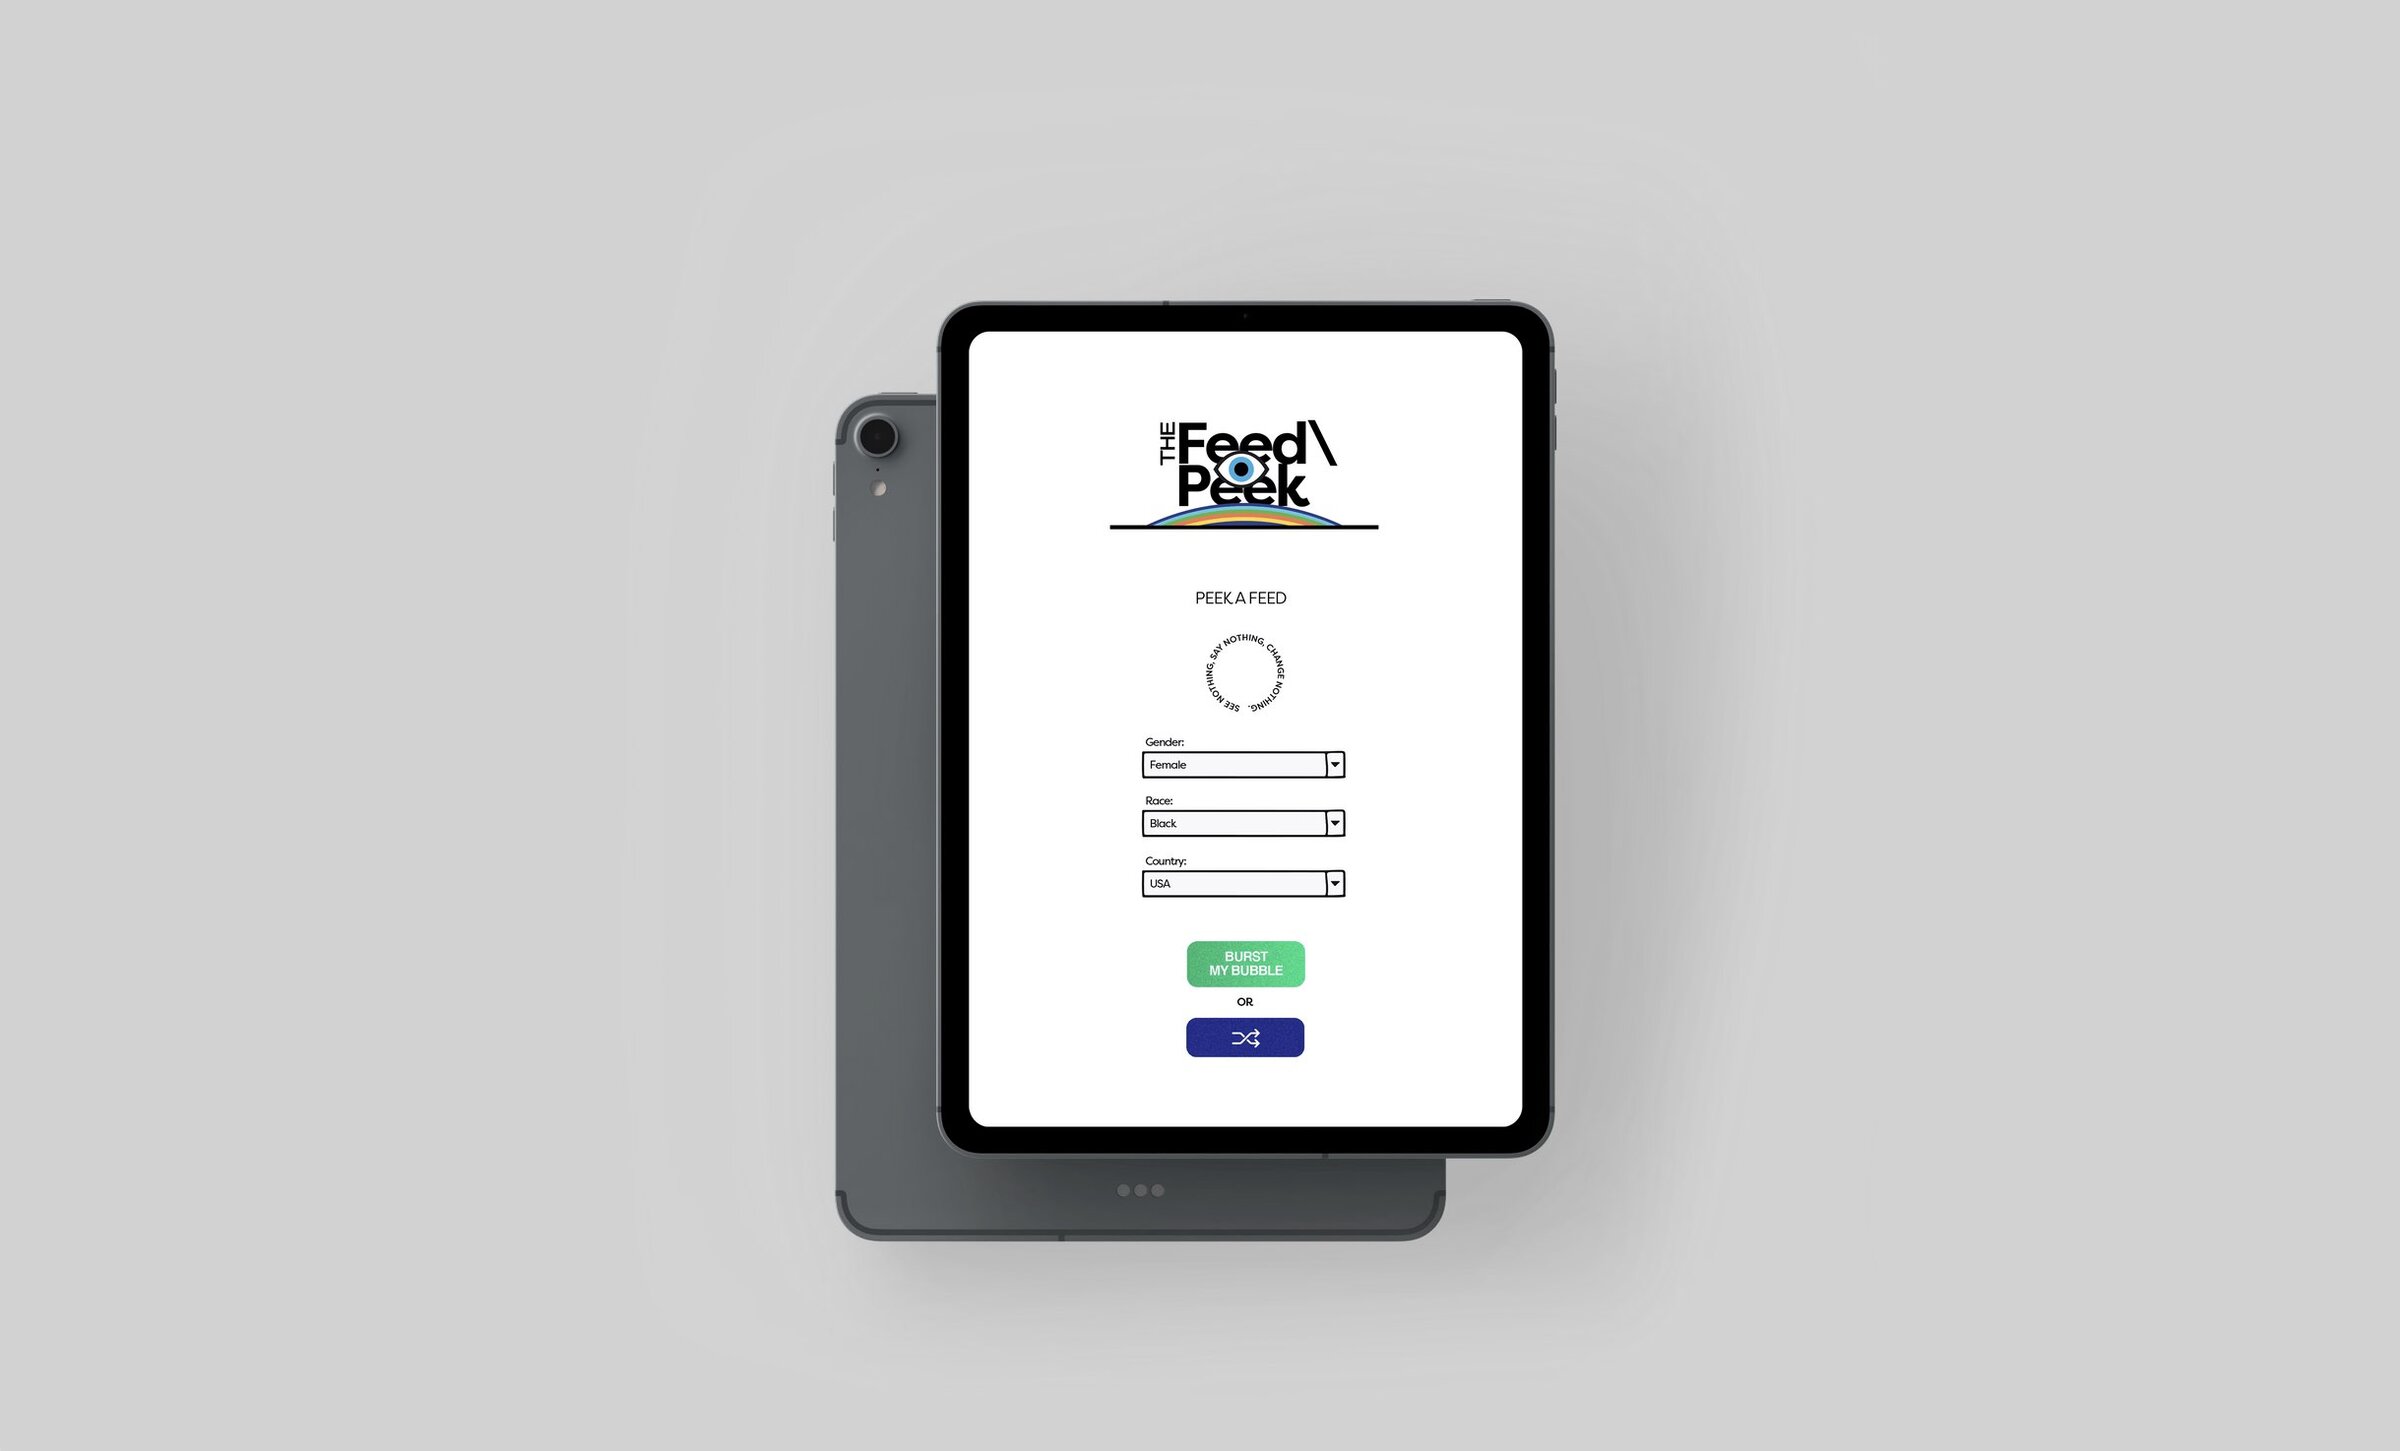 THE
Feed\
Peek
PEEK A FEED
SEE NOTHING, SAY NOTHING, CHANGE NOTHING.
Gender:
Female
Race:
Black
Country:
USA
BURST
MY BUBBLE
OR